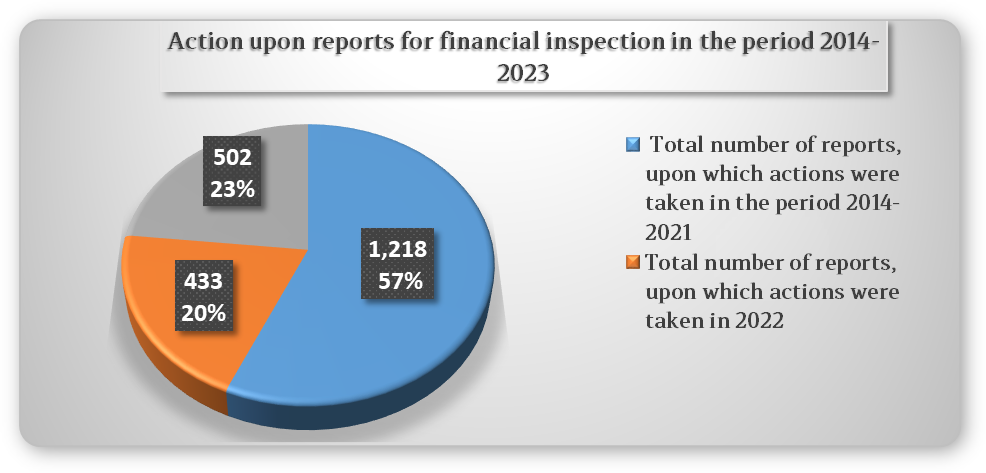 Action upon reports for financial inspection in the period 2014-
2023
502
23%
1,218
57%
433
20%
Total number of reports,
upon which actions were
taken in the period 2014-
2021
Total number of reports,
upon which actions were
taken in 2022